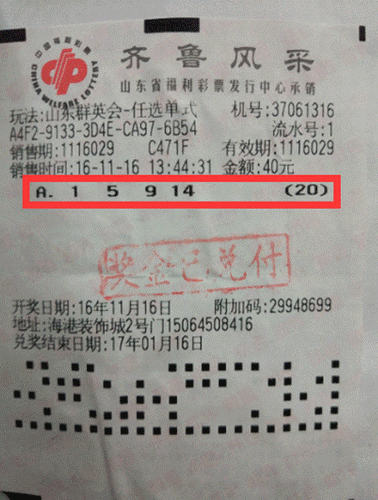 中国福利彩票
CHINA WELFARE LOTTERY
齐鲁风采
山东省福利彩票发行中心承销
玩法:山东群英会-任选单式 机号:37061316
A4F2-9133-3D4E-CA97-6B54 流水号:1
销售期:1116029 C471F 有效期:1116029
销售时间:16-11-16 13:44:31 金额:40元
A. 1 5 9 14 (20)
奖金已兑付
开奖日期:16年11月16日 附加码:29948699
地址:海港装饰城2号门15064508416
兑奖结束日期:17年01月16日